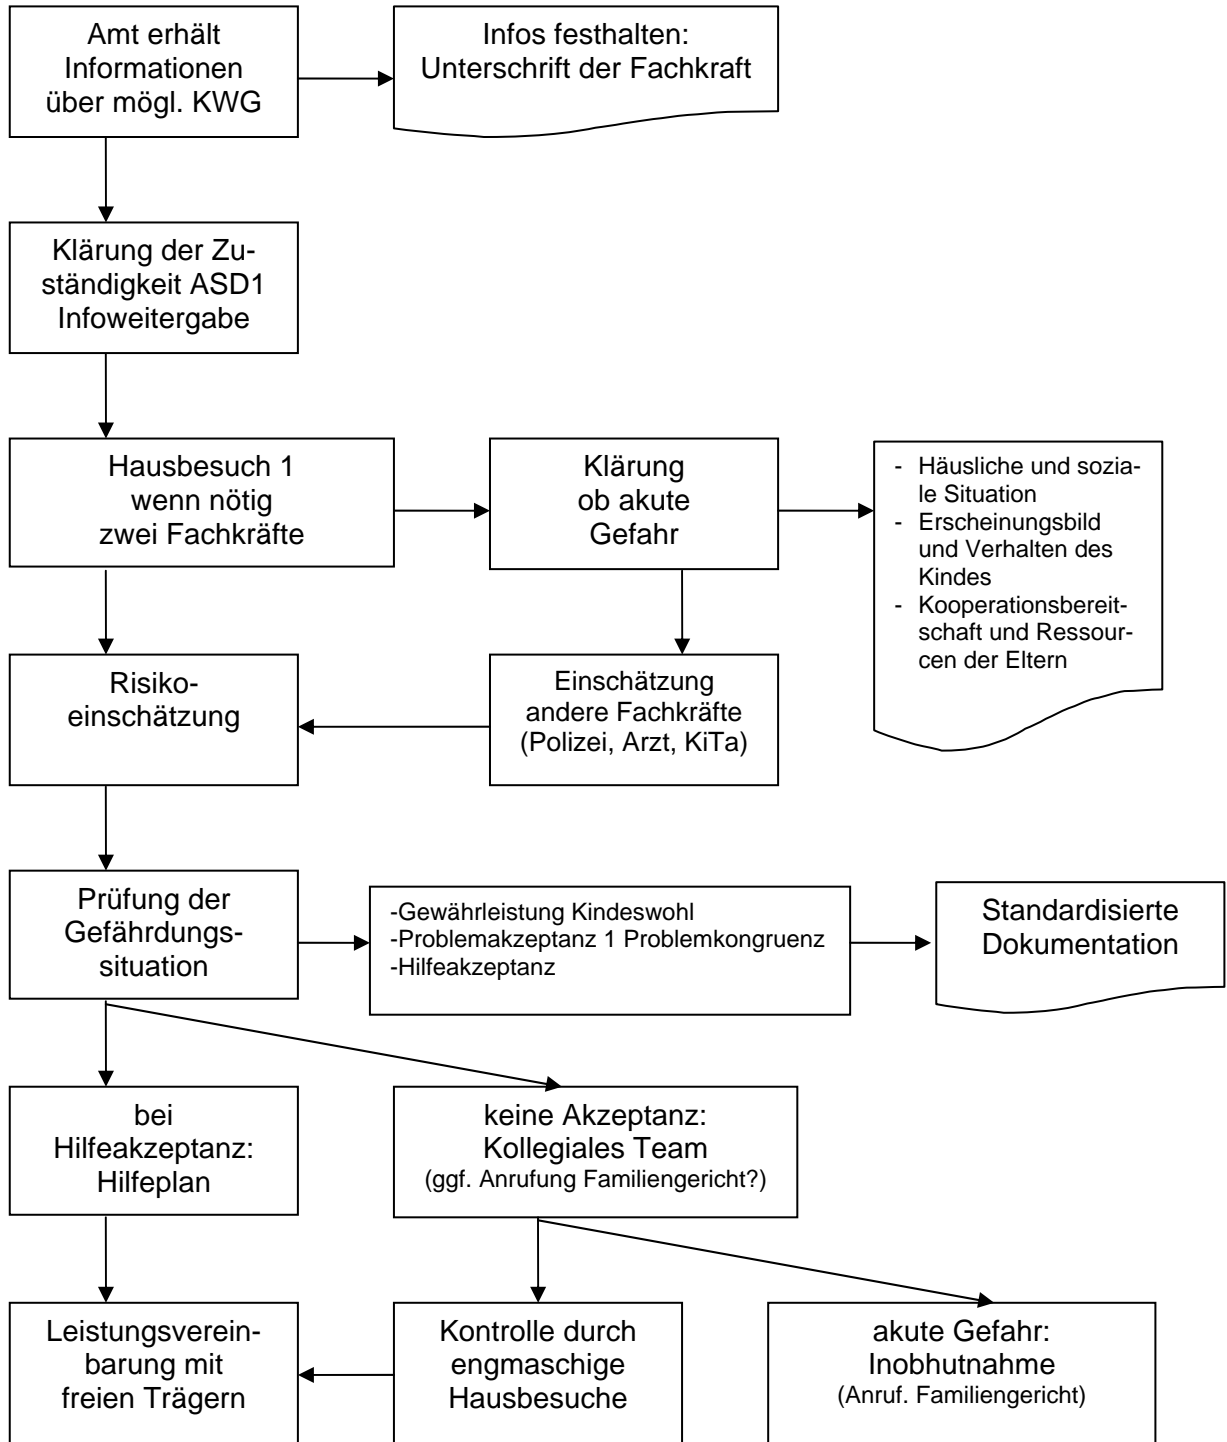 Amt erhält
Informationen
über mögl. KWG
Infos festhalten:
Unterschrift der Fachkraft
Klärung der Zu-
ständigkeit ASD1
Infoweitergabe
Hausbesuch 1
wenn nötig
zwei Fachkräfte
Klärung
ob akute
Gefahr
- Häusliche und sozia-
le Situation
- Erscheinungsbild
und Verhalten des
Kindes
- Kooperationsbereit-
schaft und Ressour-
cen der Eltern
Risiko-
einschätzung
Einschätzung
andere Fachkräfte
(Polizei, Arzt, KiTa)
Prüfung der
Gefährdungs-
situation
-Gewährleistung Kindeswohl
-Problemakzeptanz 1 Problemkongruenz
-Hilfeakzeptanz
Standardisierte
Dokumentation
bei
Hilfeakzeptanz:
Hilfeplan
keine Akzeptanz:
Kollegiales Team
(ggf. Anrufung Familiengericht?)
Leistungsverein-
barung mit
freien Trägern
Kontrolle durch
engmaschige
Hausbesuche
akute Gefahr:
Inobhutnahme
(Anruf. Familiengericht)